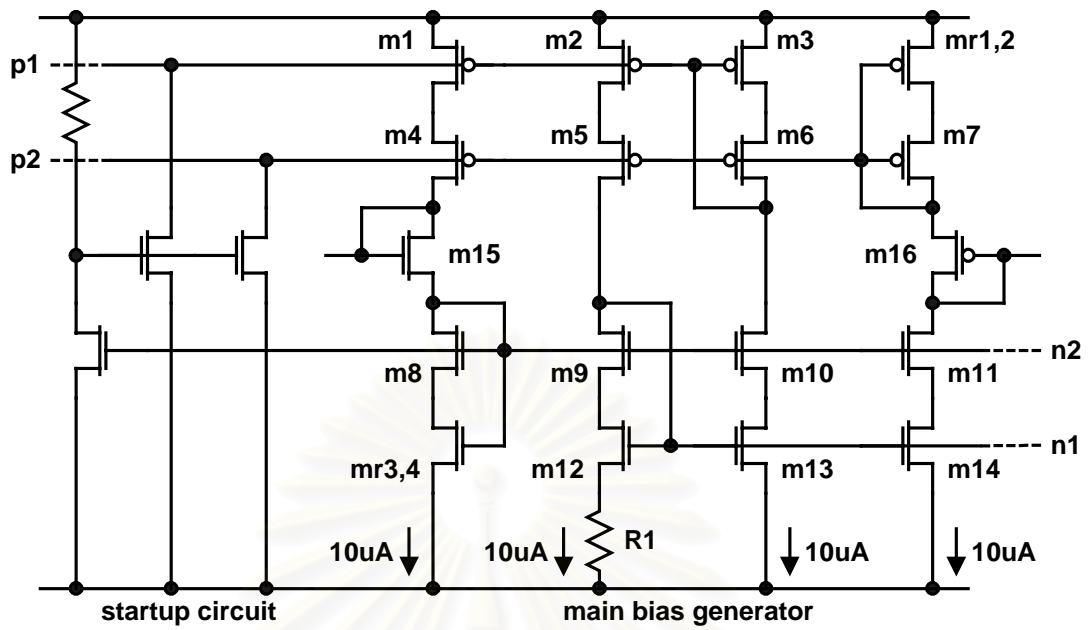 m1 m2 m3 mr1,2
p1
m4 m5 m6 m7
p2
m15 m16
n2
m8 m9 m10 m11
n1
mr3,4 m12 m13 m14
10uA 10uA R1 10uA 10uA
startup circuit main bias generator